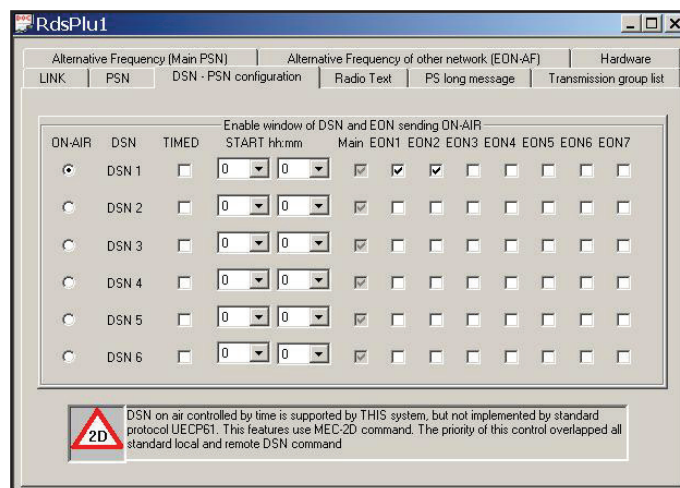 RdsPlu1
Alternative Frequency (Main PSN) Alternative Frequency of other network (EON-AF) Hardware
LINK PSN DSN - PSN configuration Radio Text PS long message Transmission group list
Enable window of DSN and EON sending ON-AIR
ON-AIR DSN TIMED START hh:mm Main EON1 EON2 EON3 EON4 EON5 EON6 EON7
DSN 1 0 0
DSN 2 0 0
DSN 3 0 0
DSN 4 0 0
DSN 5 0 0
DSN 6 0 0
DSN on air controlled by time is supported by THIS system, but not implemented by standard
2D protocol UECP61. This features use MEC-2D command. The priority of this control overlapped all
standard local and remote DSN command